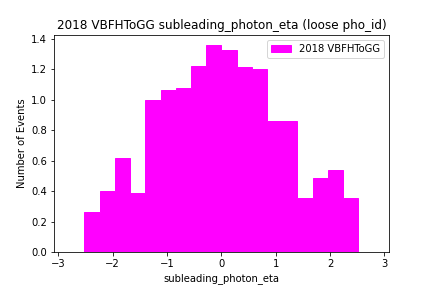 2018 VBFHToGG subleading_photon_eta (loose pho_id)
2018 VBFHToGG
Number of Events
1.4
1.2
1.0
0.8
0.6
0.4
0.2
0.0
−3 −2 −1 0 1 2 3
subleading_photon_eta